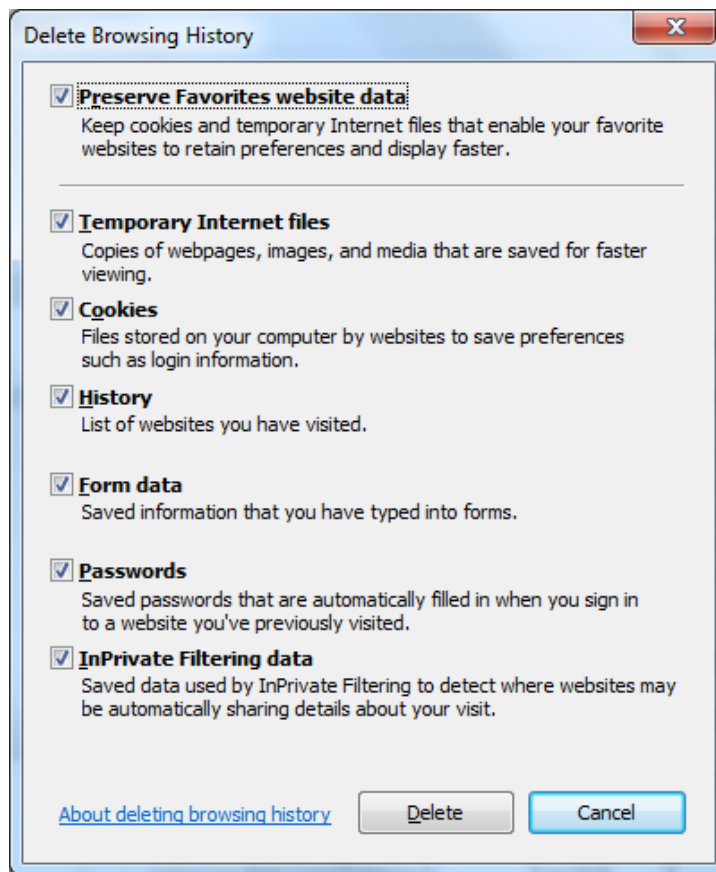 Delete Browsing History
Preserve Favorites website data
Keep cookies and temporary Internet files that enable your favorite
websites to retain preferences and display faster.
Temporary Internet files
Copies of webpages, images, and media that are saved for faster
viewing.
Cookies
Files stored on your computer by websites to save preferences
such as login information.
History
List of websites you have visited.
Form data
Saved information that you have typed into forms.
Passwords
Saved passwords that are automatically filled in when you sign in
to a website you've previously visited.
InPrivate Filtering data
Saved data used by InPrivate Filtering to detect where websites may
be automatically sharing details about your visit.
About deleting browsing history Delete Cancel